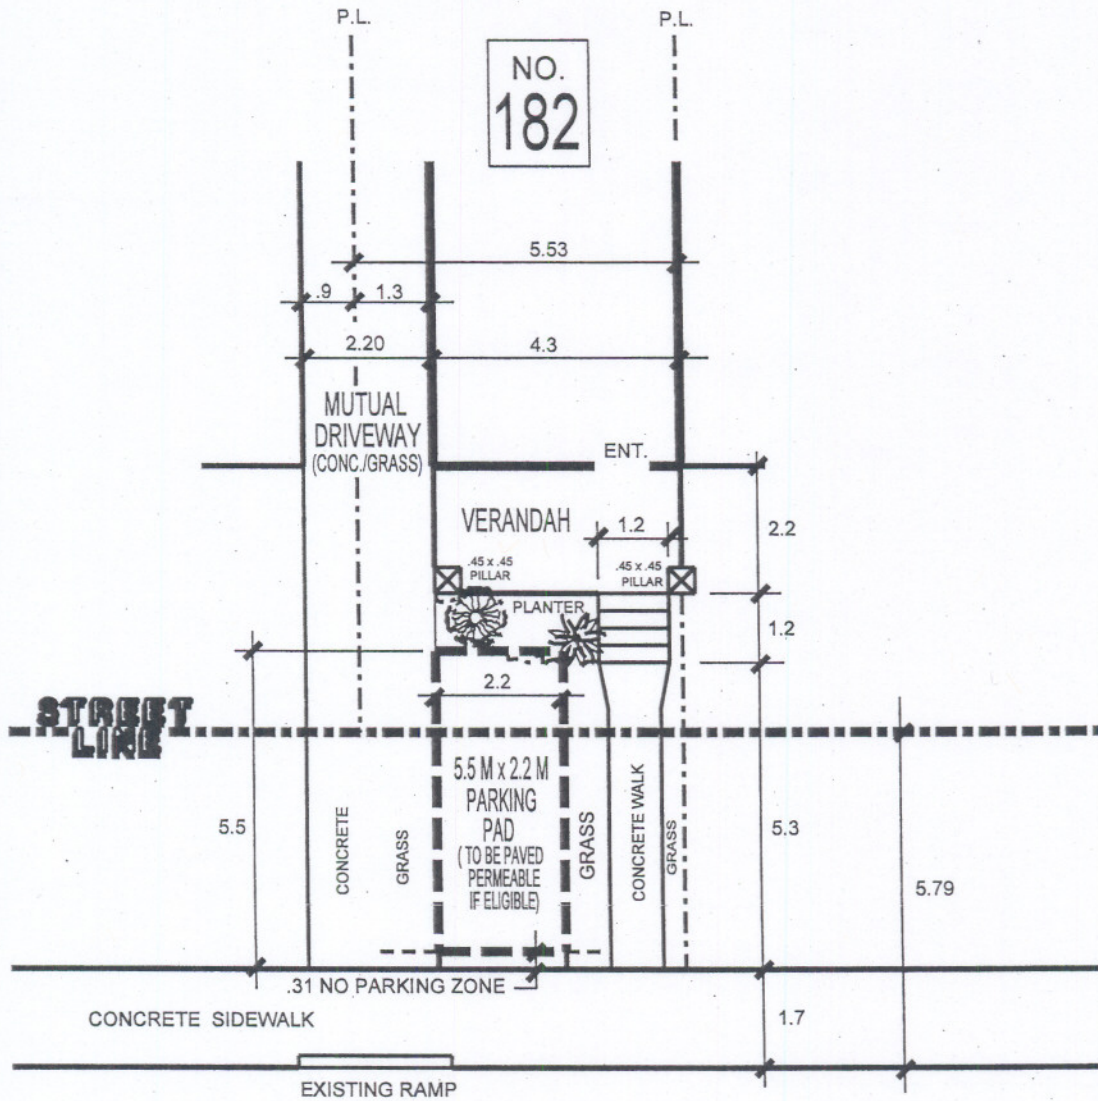 P.L.
P.L.
NO.
182
5.53
.9
1.3
2.20
4.3
MUTUAL
DRIVEWAY
(CONC./GRASS)
ENT.
VERANDAH
1.2
2.2
.45 x .45
PILLAR
.45 x .45
PILLAR
PLANTER
1.2
2.2
STREET
LINE
5.5 M x 2.2 M
PARKING
PAD
( TO BE PAVED
PERMEABLE
IF ELIGIBLE)
CONCRETE
GRASS
GRASS
CONCRETE WALK
GRASS
5.5
5.3
5.79
.31 NO PARKING ZONE
CONCRETE SIDEWALK
1.7
EXISTING RAMP